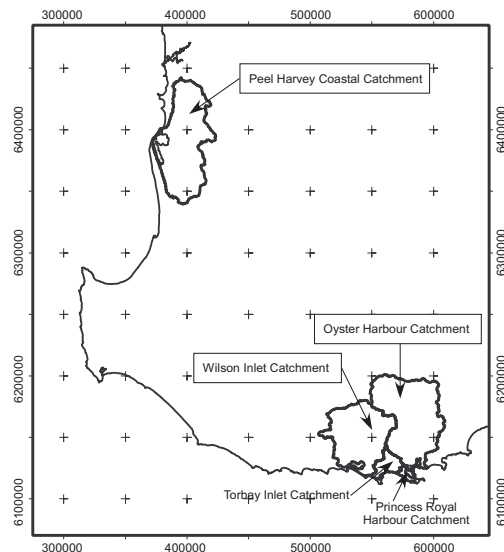 300000 400000 500000 600000
6400000 6400000
6300000 6300000
6200000 6200000
6100000 6100000
Peel Harvey Coastal Catchment
Oyster Harbour Catchment
Wilson Inlet Catchment
Torbay Inlet Catchment
Princess Royal
Harbour Catchment
300000 400000 500000 600000